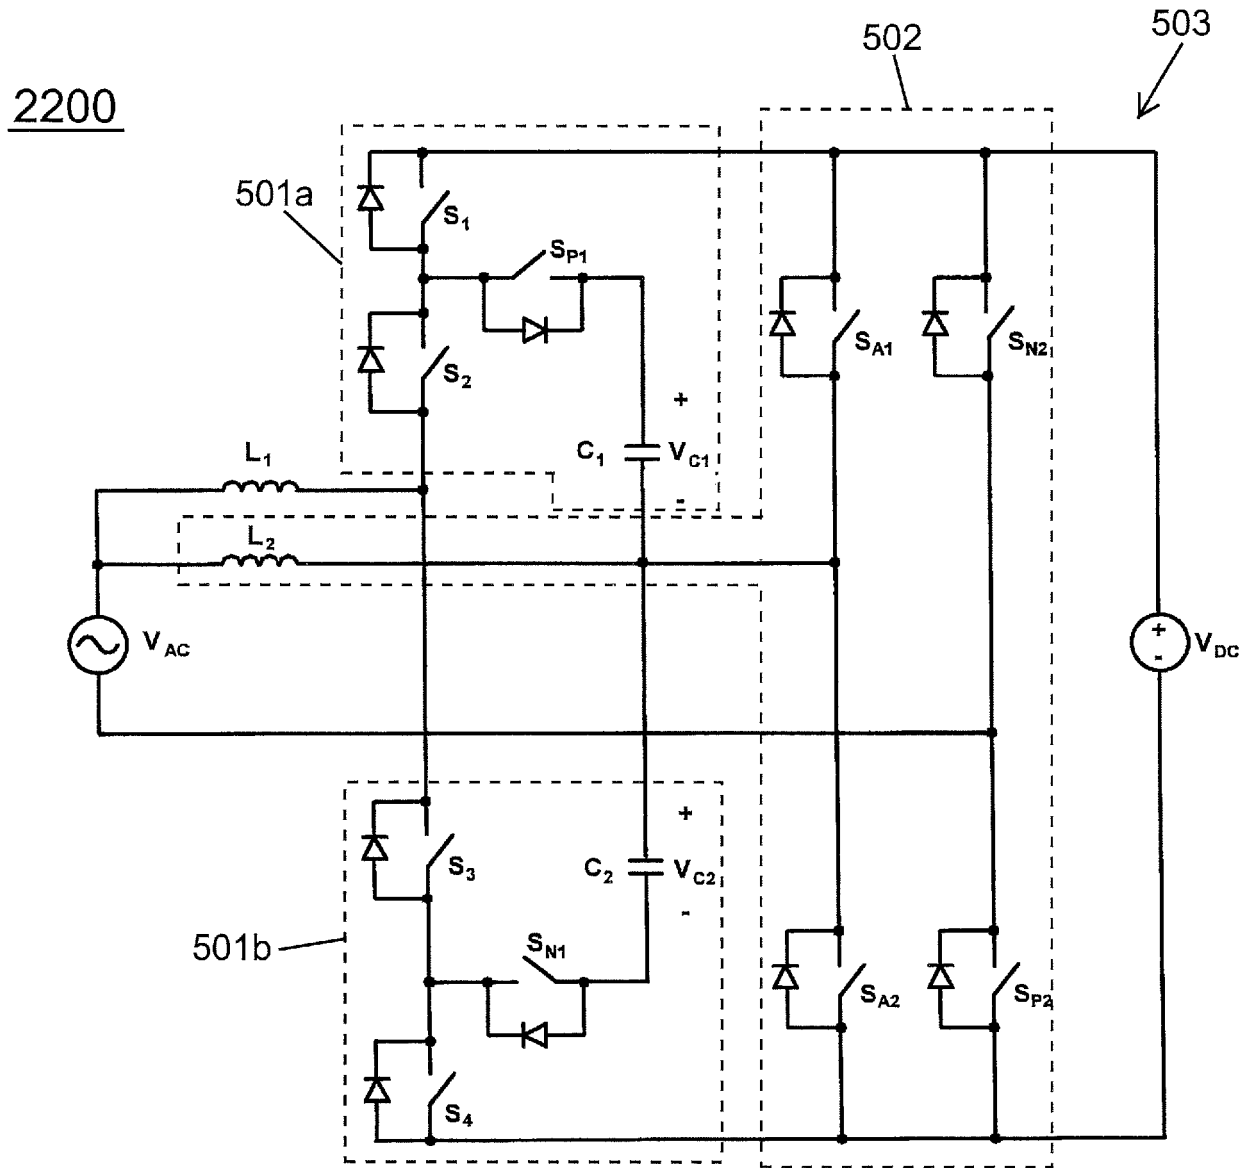 503
502
2200
501a
S1
SP1
SA1
SN2
S2
+
C1
VC1
-
L1
L2
VAC
+
-
VDC
+
S3
C2
VC2
-
501b
SN1
SA2
SP2
S4